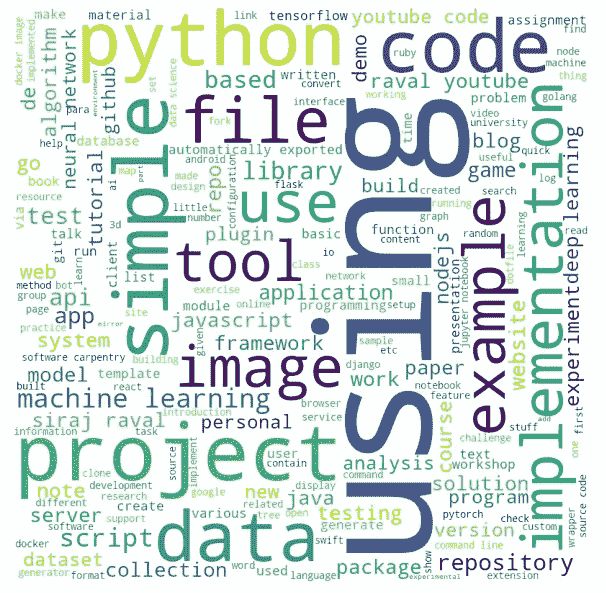 make material
link tensorflow
youtube code
assignment
find
docker image
implemented
python
code
demo
ruby
node
machine
de
para
algorithm
neural network
environment
github
set
data science
based
written
convert
raval youtube
problem
working
interface
thing
golang
video
university
help
database
automatically exported
fork
time
blog
quick
file
simple
using
implementation
go
book
resource
tutorial
ai
map
android
made
design
flask
library
configuration
game
useful
log
little
number
build
created
running
graph
search
test
via
talk
git
3d
part
repo
use
plugin
basic
function
content
random
read
deep learning
experiment
learning
dotfile
web
method
bot
learn
run
client
list
tool
io
class
network
small
nodejs
presentation
jupyter notebook
example
api
group
page
practice
mirror
site
exercise
module
online
application
programming
setup
app
javascript
given
sample
etc
website
system
software carpentry
building
framework
django
work
paper
model
template
built
react
image
notebook
feature
add
first
machine learning
introduction
browser
service
course
challenge
stuff
one
siraj raval
personal
information
task
text
workshop
project
source
implement
user
contain
analysis
command
note
clone
development
different
research
google
display
new
java
solution
program
wrapper
source code
server
create
various
related
tree
open
testing
generate
pytorch
check
custom
software
support
version
docker
script
data
swift
package
command line
show
repository
dataset
generator
format
collection
word
used
language
experimental
extension